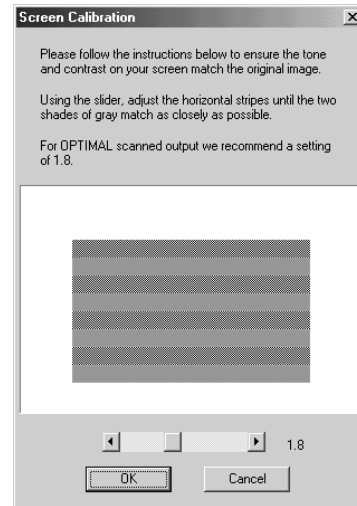 Screen Calibration
Please follow the instructions below to ensure the tone
and contrast on your screen match the original image.
Using the slider, adjust the horizontal stripes until the two
shades of gray match as closely as possible.
For OPTIMAL scanned output we recommend a setting
of 1.8.
1.8
OK
Cancel